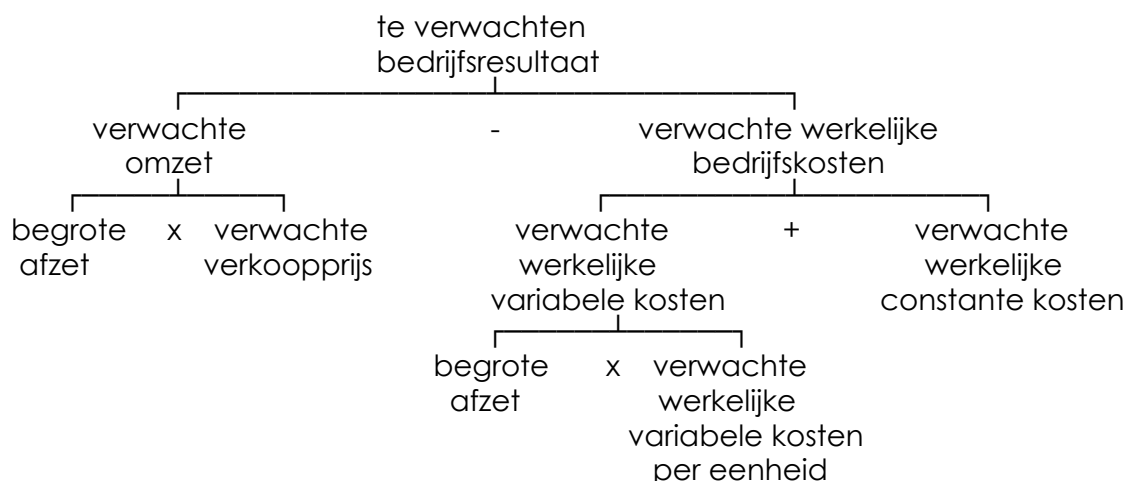 te verwachten
bedrijfsresultaat
verwachte - verwachte werkelijke
omzet bedrijfskosten
begrote x verwachte verwachte + verwachte
afzet verkoopprijs werkelijke werkelijke
variabele kosten constante kosten
begrote x verwachte
afzet werkelijke
variabele kosten
per eenheid